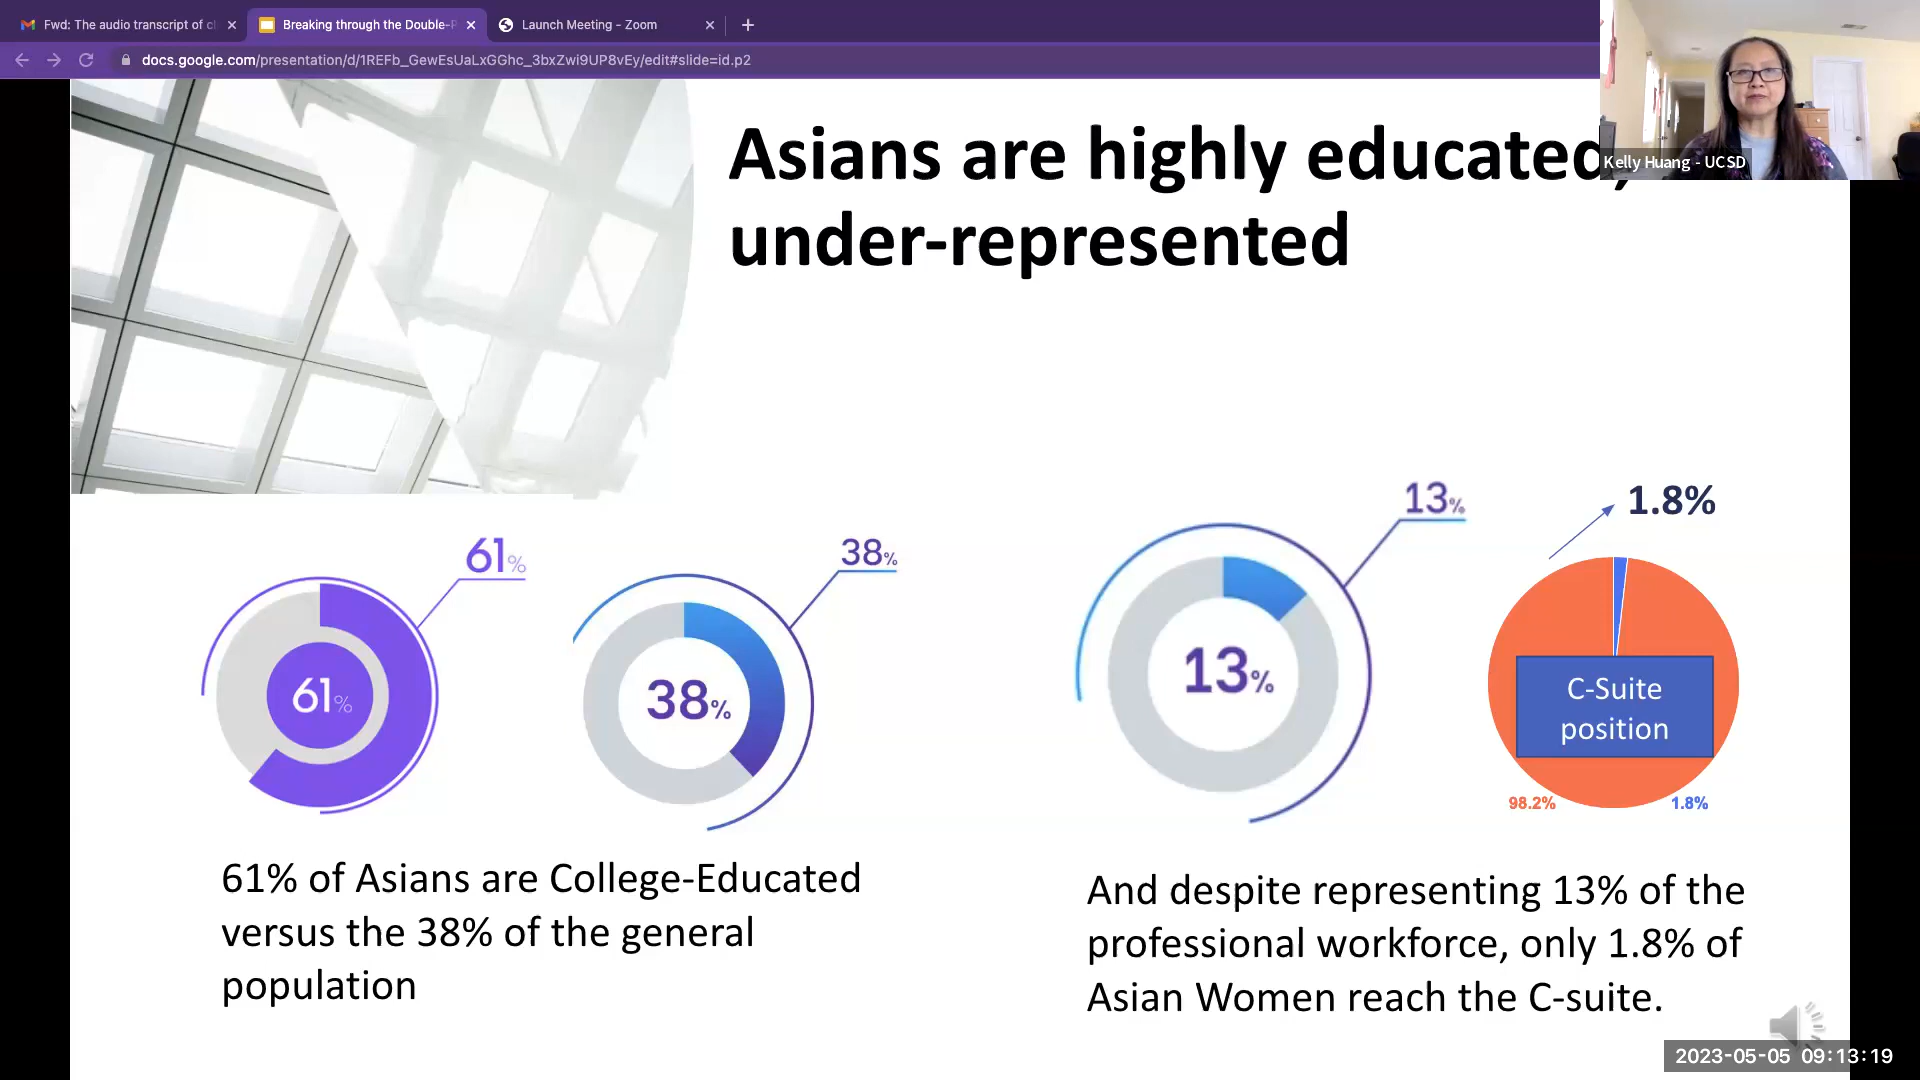 Fwd: The audio transcript of c
Breaking through the Double-P
Launch Meeting - Zoom
docs.google.com/presentation/d/1REFb_GewEsUaLxGGhc_3bxZwi9UP8vEy/edit#slide=id.p2
Kelly Huang - UCSD
Asians are highly educated,
under-represented
61%
61%
38%
38%
13%
13%
1.8%
C-Suite
position
98.2%
1.8%
61% of Asians are College-Educated
versus the 38% of the general
population
And despite representing 13% of the
professional workforce, only 1.8% of
Asian Women reach the C-suite.
2023-05-05 09:13:19